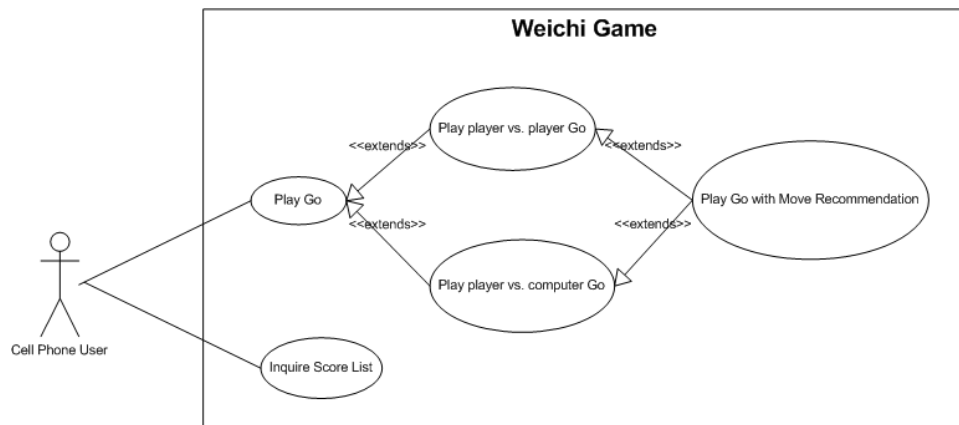 Weichi Game
Play player vs. player Go
<<extends>>
<<extends>>
Play Go
Play Go with Move Recommendation
<<extends>>
<<extends>>
Play player vs. computer Go
Cell Phone User
Inquire Score List